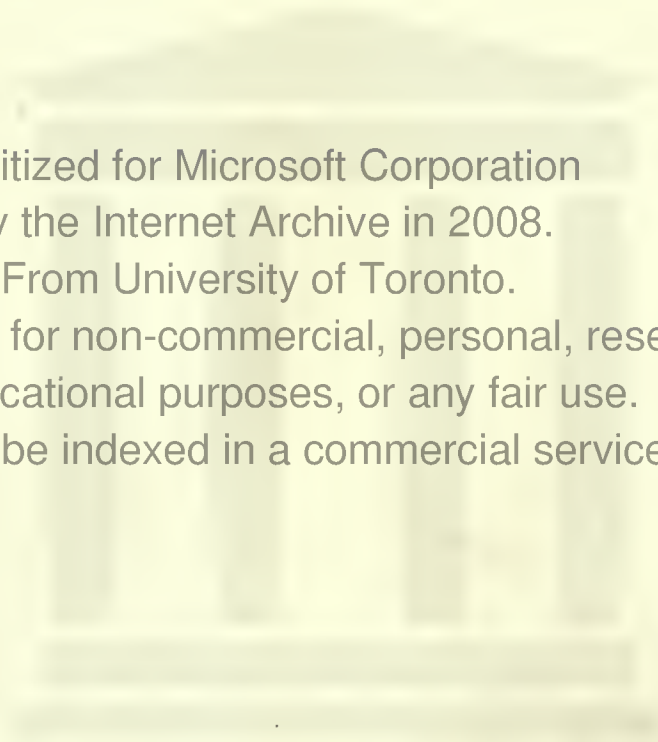 itized for Microsoft Corporation
y the Internet Archive in 2008.
From University of Toronto.
for non-commercial, personal, rese
cational purposes, or any fair use.
be indexed in a commercial service